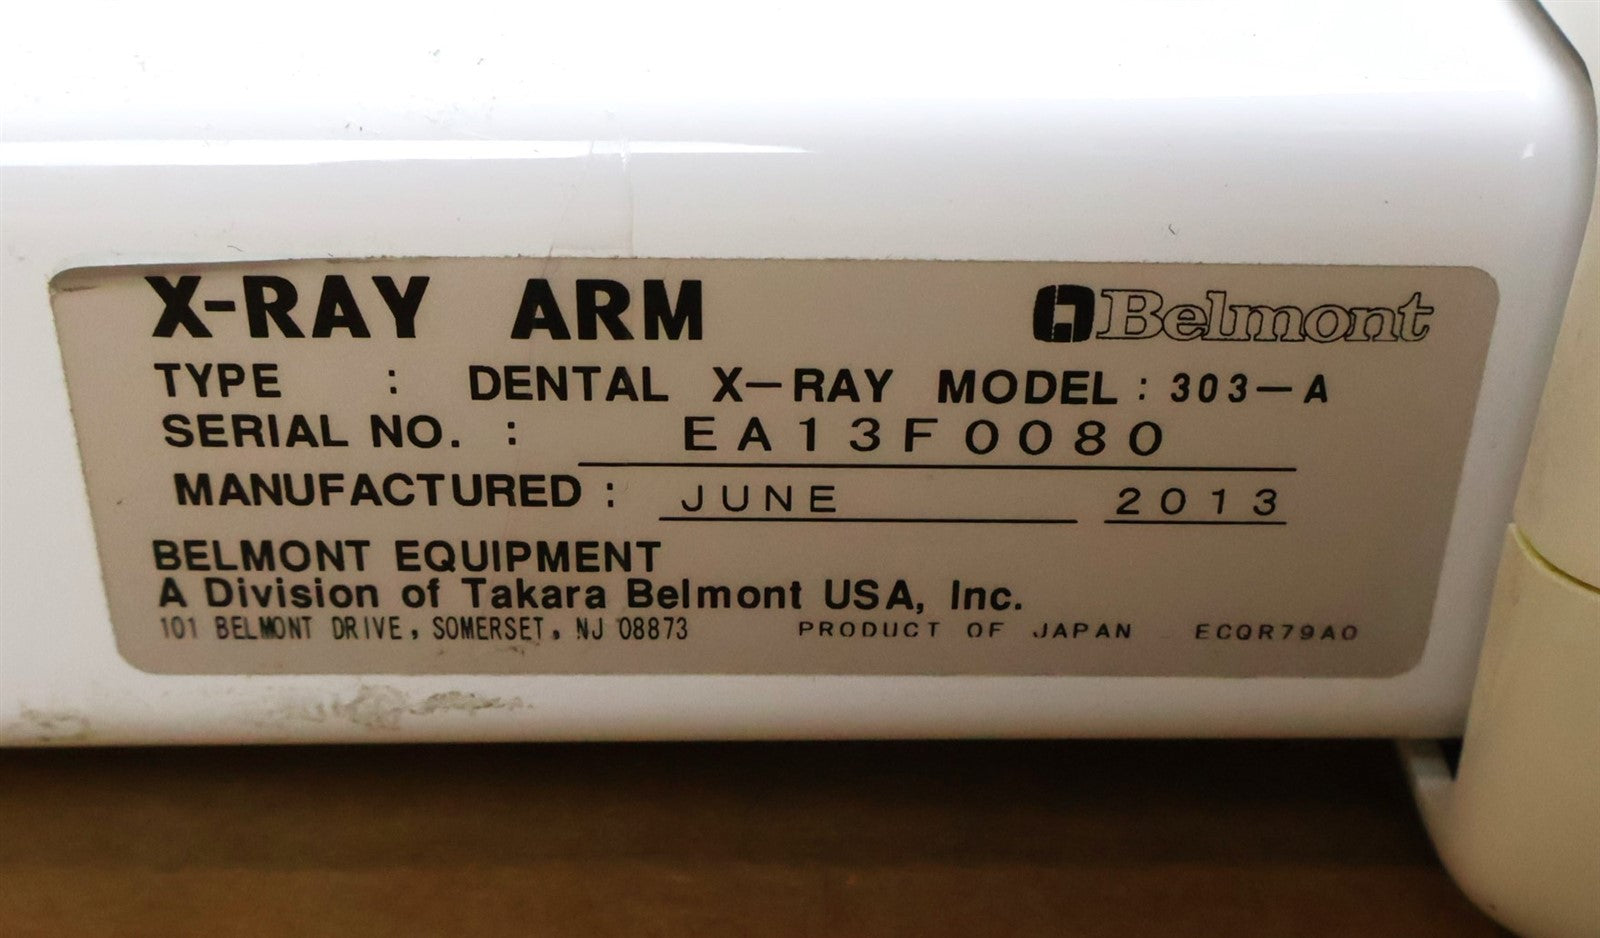 X-RAY ARM Belmont
TYPE : DENTAL X-RAY MODEL : 303-A
SERIAL NO. : EA13F0080
MANUFACTURED : JUNE 2013
BELMONT EQUIPMENT
A Division of Takara Belmont USA, Inc.
101 BELMONT DRIVE, SOMERSET, NJ 08873 PRODUCT OF JAPAN ECQR79A0